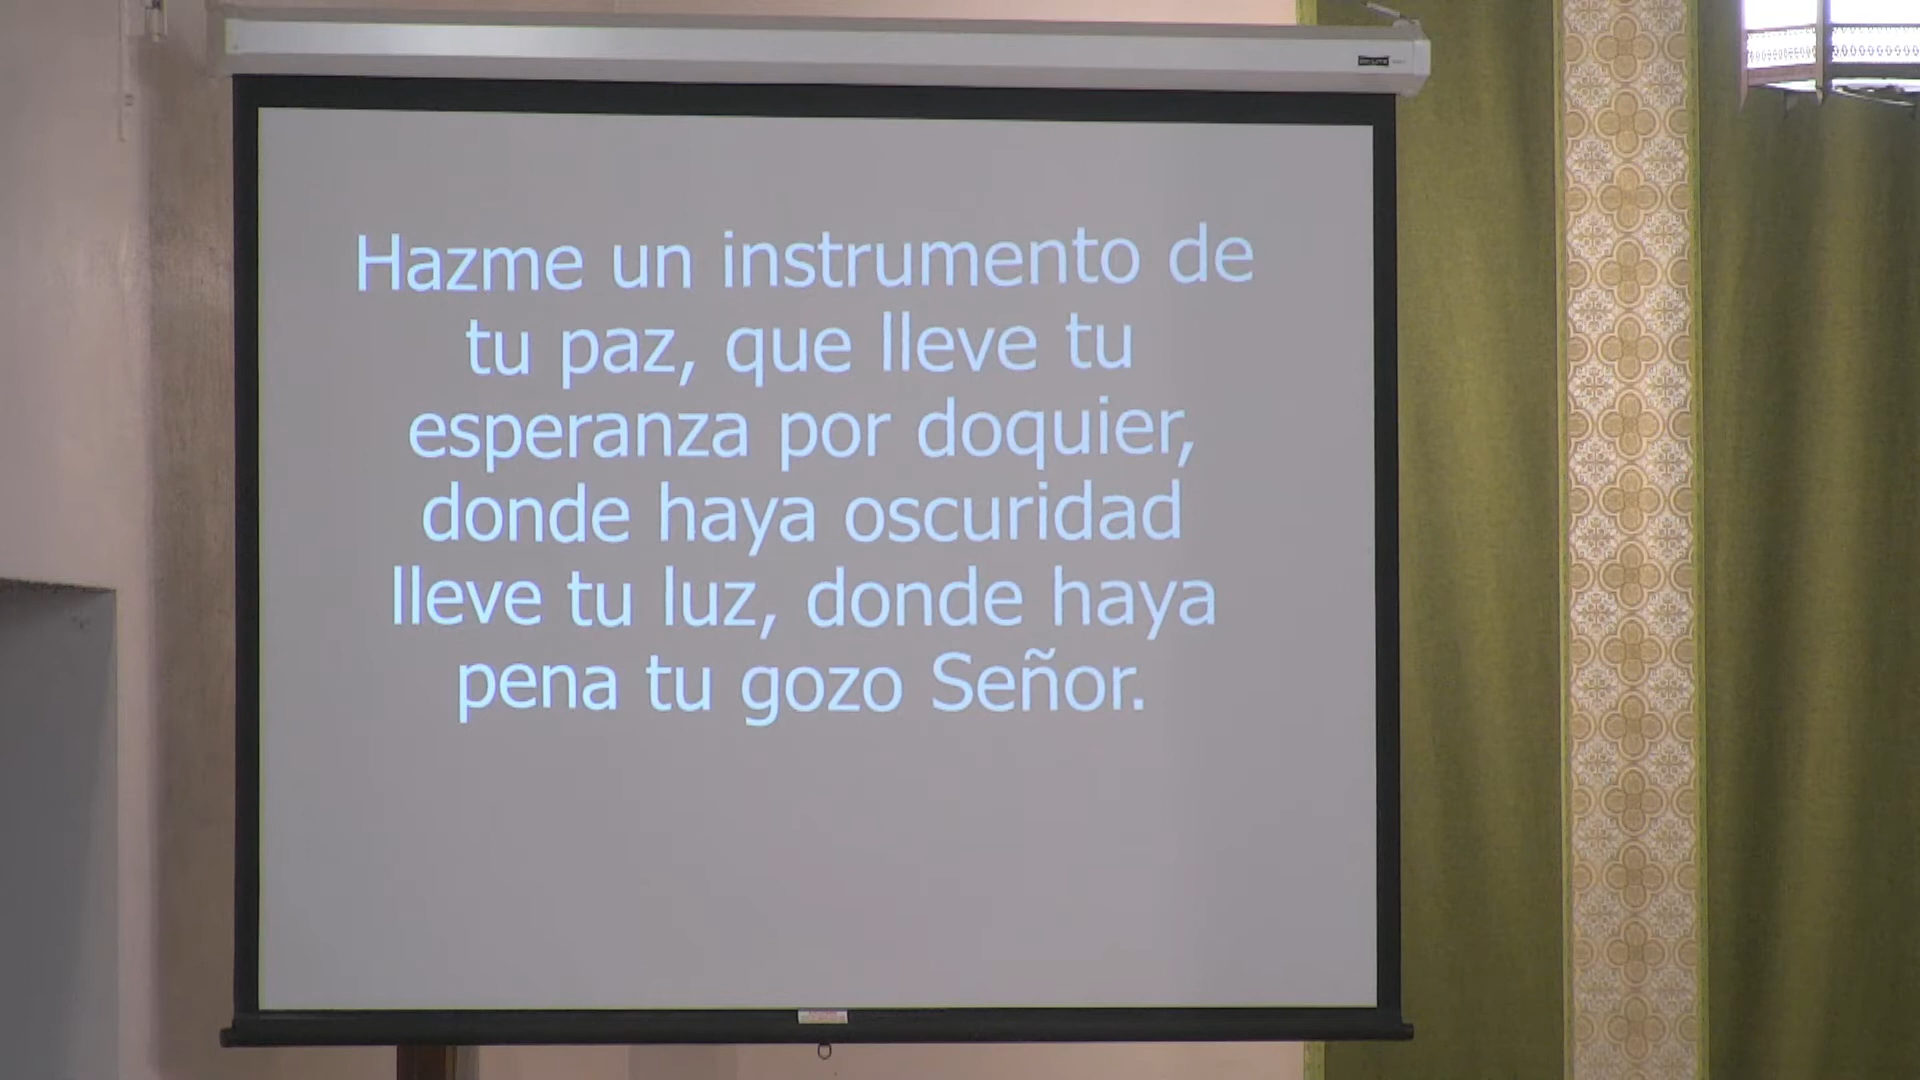 Hazme un instrumento de
tu paz, que lleve tu
esperanza por doquier,
donde haya oscuridad
lleve tu luz, donde haya
pena tu gozo Señor.